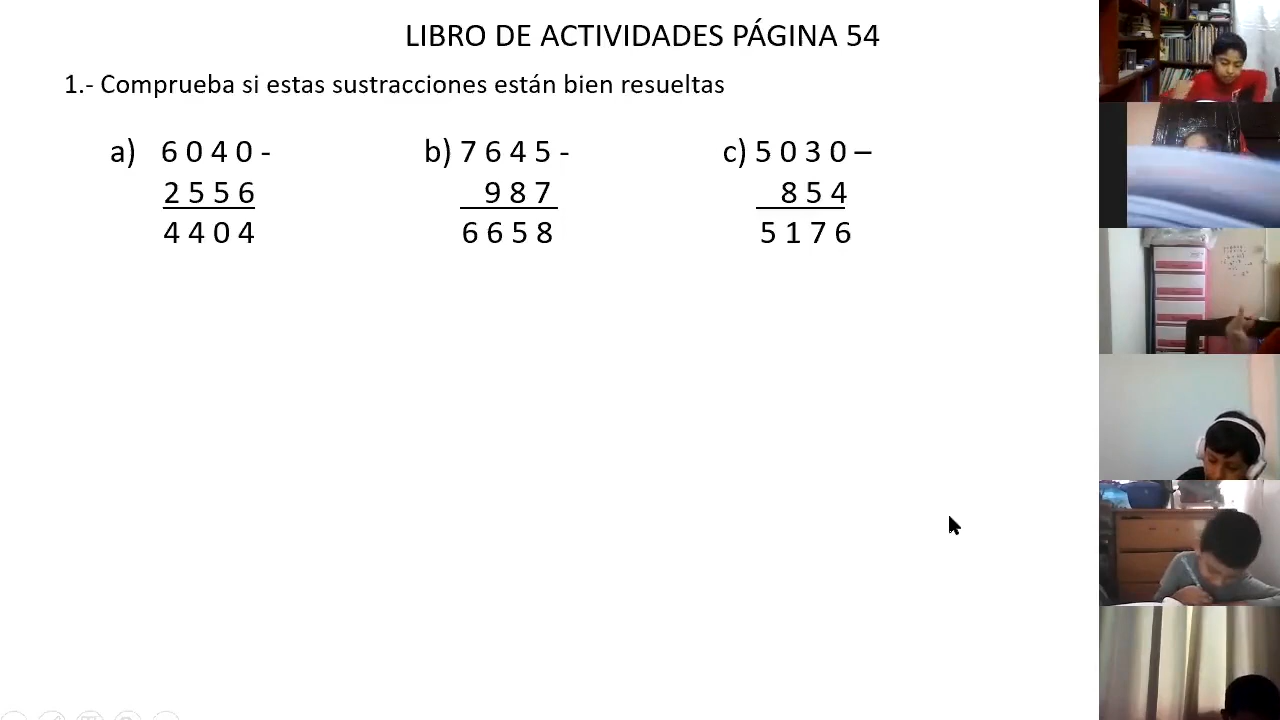 LIBRO DE ACTIVIDADES PÁGINA 54
1.- Comprueba si estas sustracciones están bien resueltas
a) 6 0 4 0 -
2 5 5 6
4 4 0 4
b) 7 6 4 5 -
9 8 7
6 6 5 8
c) 5 0 3 0 –
8 5 4
5 1 7 6